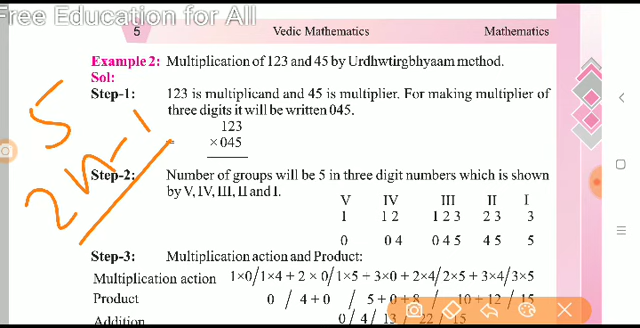 Free Education for All
5 Vedic Mathematics Mathematics
Example 2: Multiplication of 123 and 45 by Urdhwtirgbhyaam method.
Sol:
Step-1: 123 is multiplicand and 45 is multiplier. For making multiplier of
three digits it will be written 045.
123
×045
5
2n-1
Step-2: Number of groups will be 5 in three digit numbers which is shown
by V, IV, III, II and I.
V IV III II I
1 1 2 1 2 3 2 3 3
0 0 4 0 4 5 4 5 5
Step-3: Multiplication action and Product:
Multiplication action 1×0/1×4 + 2 × 0/1×5 + 3×0 + 2×4/2×5 + 3×4/3×5
Product 0 / 4+0 / 5+0+8 / 10+12 / 15
Addition 0/ 4/ 13 / 22 / 15